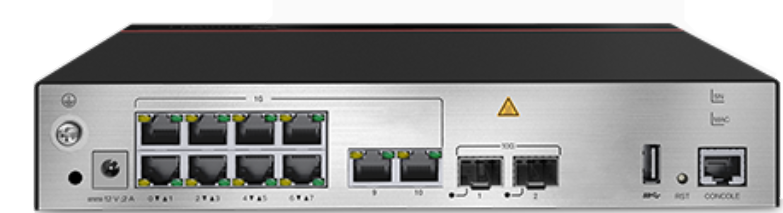 1G
10G
SN
MAC
12V,2A
0▼▲1
2▼▲3
4▼▲5
6▼▲7
9
10
1
2
RST
CONCOLE